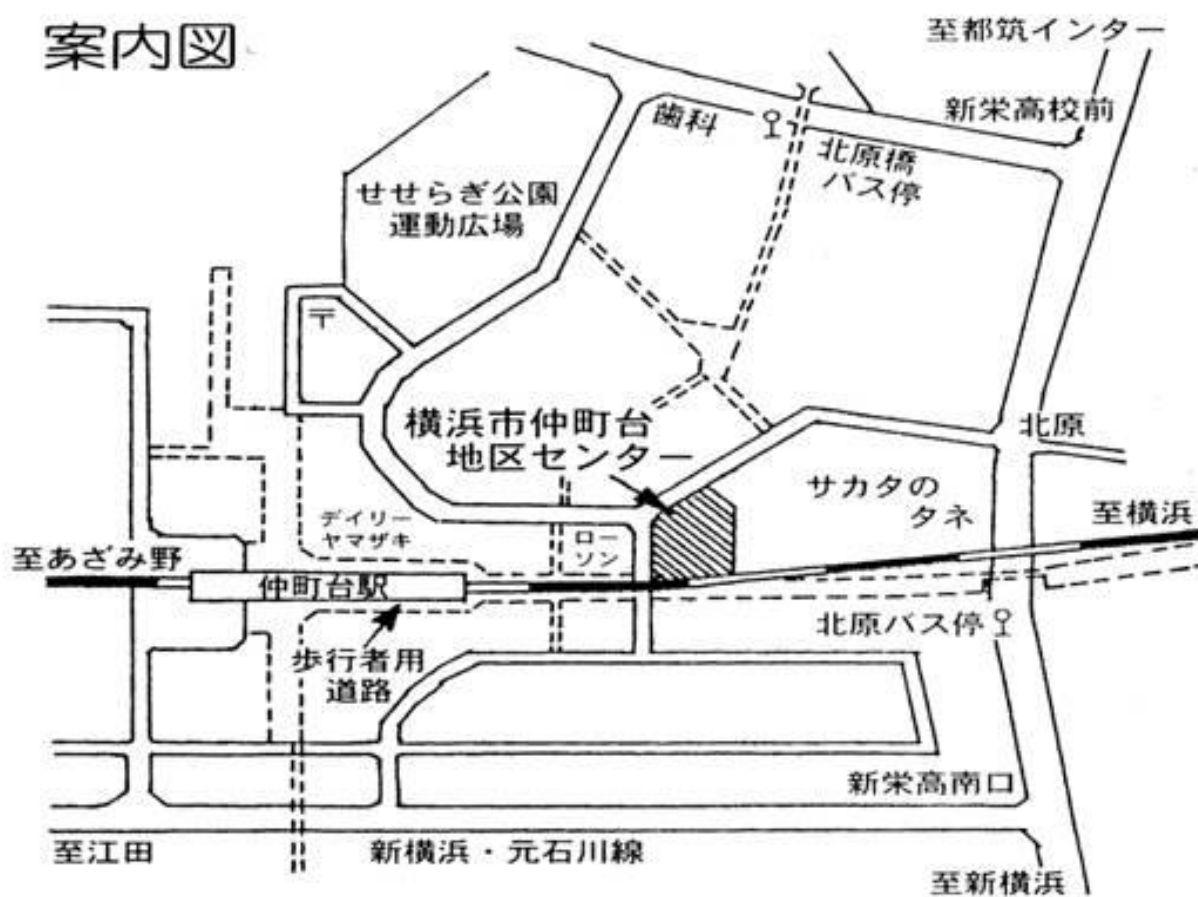 案内図
至都筑インター
新栄高校前
歯科
北原橋
バス停
せせらぎ公園
運動広場
〒
横浜市仲町台
地区センター
北原
サカタの
タネ
デイリー
ヤマザキ
ロー
ソン
至横浜
至あざみ野
仲町台駅
北原バス停
歩行者用
道路
新栄高南口
至江田
新横浜・元石川線
至新横浜